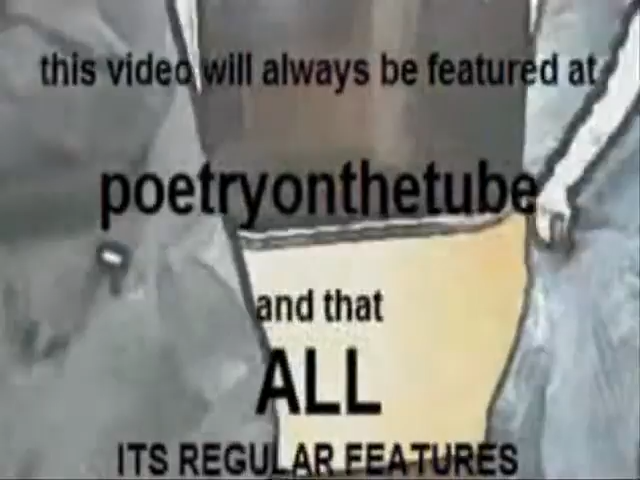 this video will always be featured at
poetryonthetube
and that
ALL
ITS REGULAR FEATURES